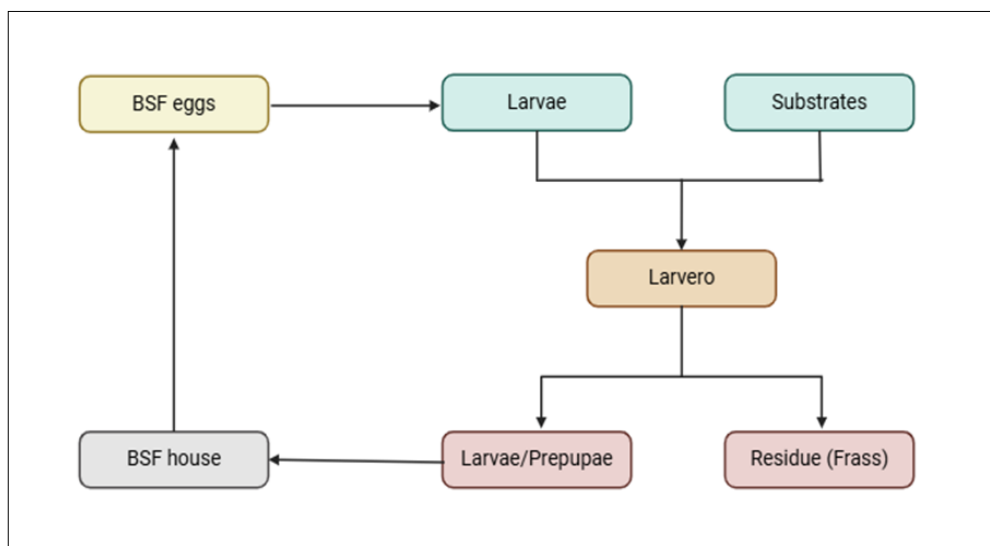 BSF eggs
Larvae
Substrates
Larvero
BSF house
Larvae/Prepupae
Residue (Frass)